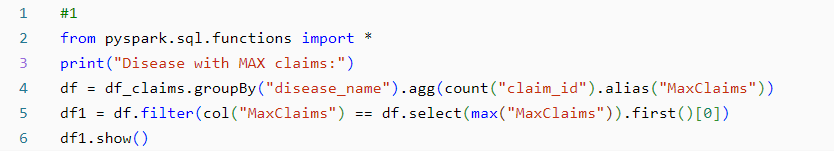 1 #1
2 from pyspark.sql.functions import *
3 print("Disease with MAX claims:")
4 df = df_claims.groupBy("disease_name").agg(count("claim_id").alias("MaxClaims"))
5 df1 = df.filter(col("MaxClaims") == df.select(max("MaxClaims")).first()[0])
6 df1.show()